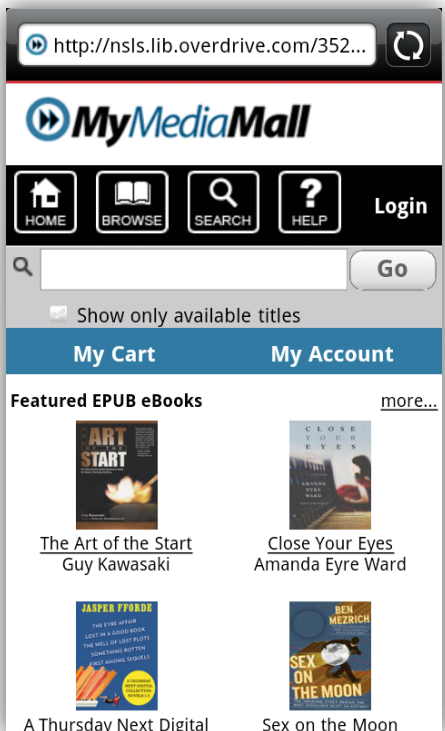 http://nsls.lib.overdrive.com/352...
MyMediaMall
HOME BROWSE SEARCH ? HELP Login
Go
Show only available titles
My Cart My Account
Featured EPUB eBooks more...
ART
START
CLOSE
YOUR
EYES
AMANDA
EYRE
WARD
The Art of the Start Close Your Eyes
Guy Kawasaki Amanda Eyre Ward
JASPER FFORDE
THE EYRE AFFAIR
LOST IN A GOOD BOOK
THE WELL OF LOST PLOTS
SOMETHING ROTTEN
FIRST AMONG SEQUELS
BEN
MEZRICH
SEX
ON
THE MOON
A Thursday Next Digital Sex on the Moon